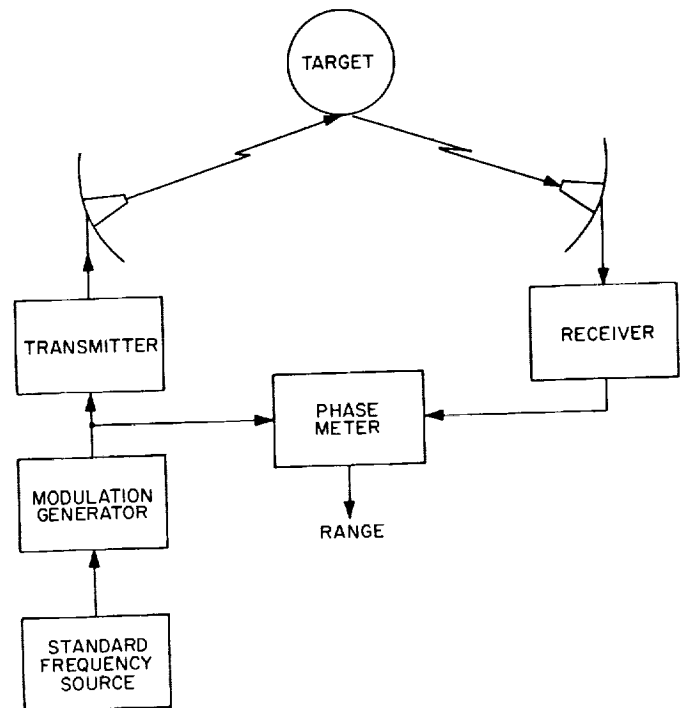 TARGET
TRANSMITTER
RECEIVER
PHASE
METER
MODULATION
GENERATOR
RANGE
STANDARD
FREQUENCY
SOURCE